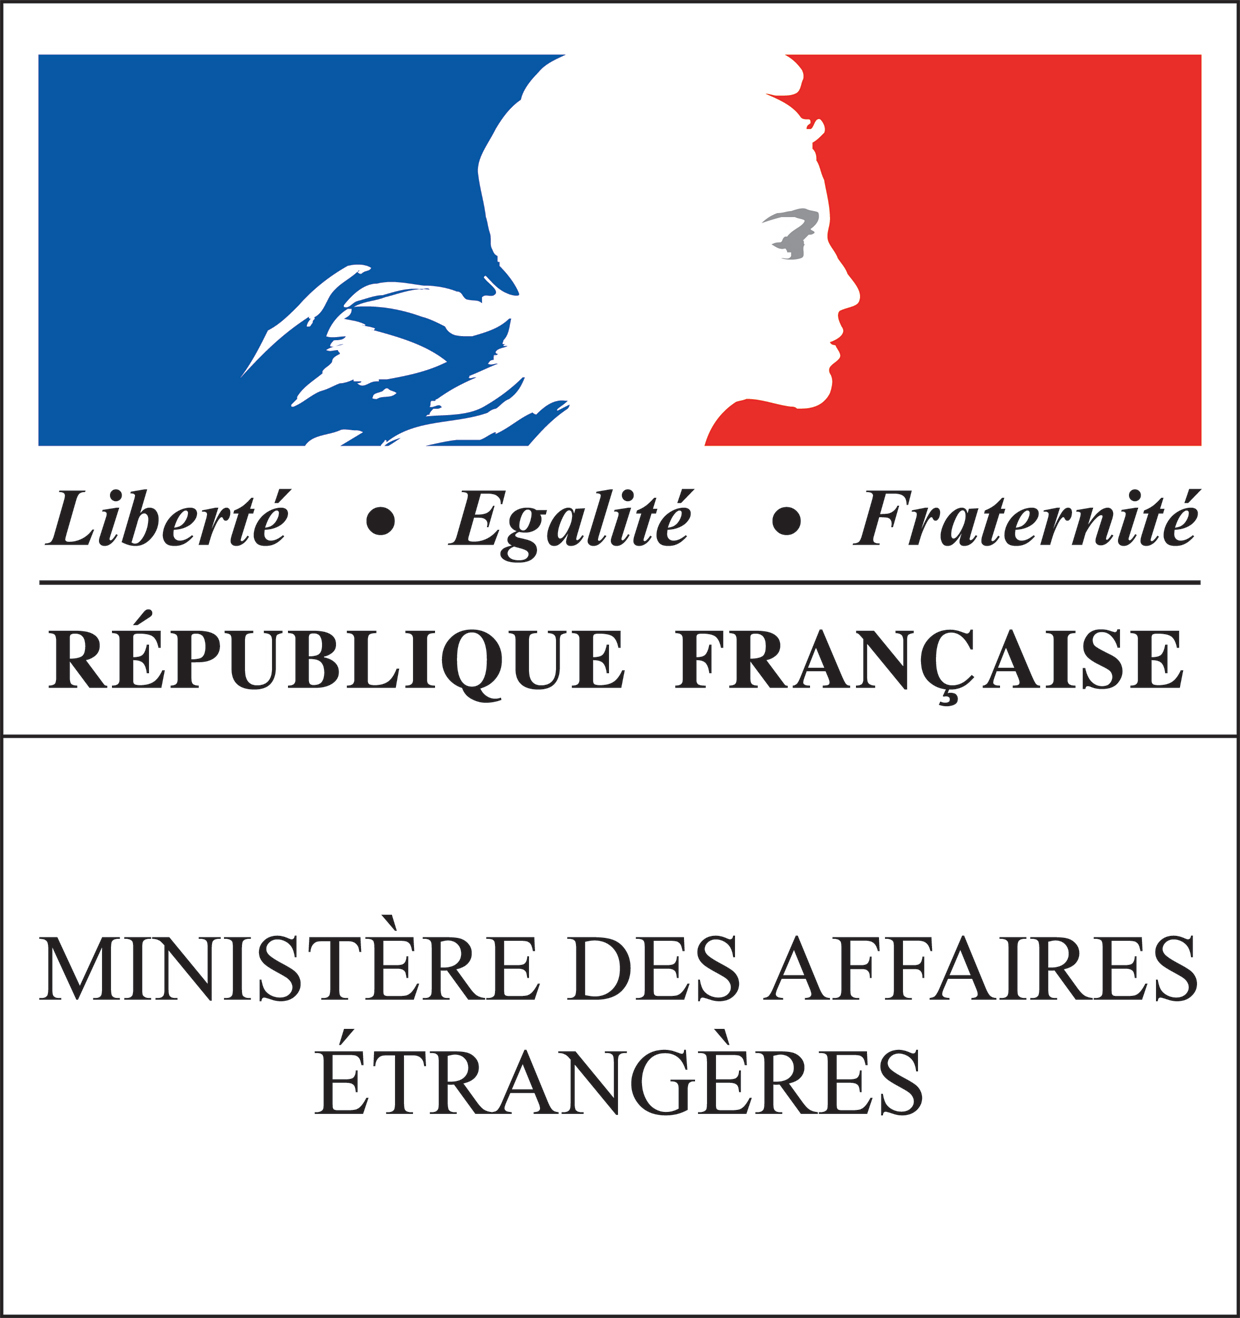 Liberté • Egalité • Fraternité
RÉPUBLIQUE FRANÇAISE
MINISTÈRE DES AFFAIRES
ÉTRANGÈRES